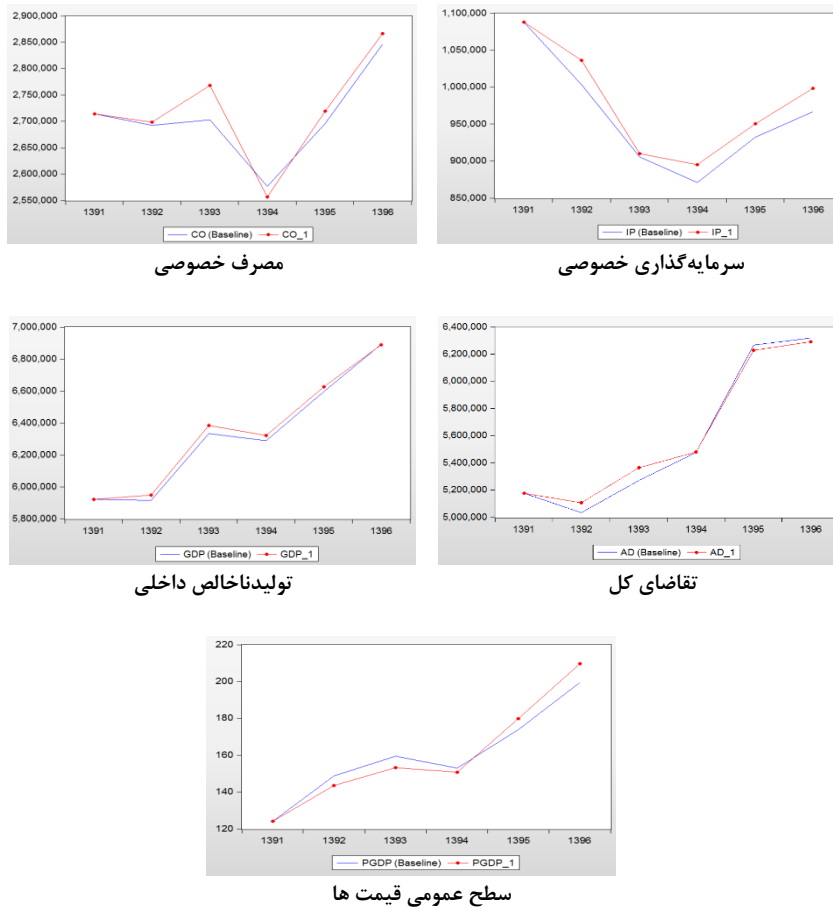 2,900,000
2,850,000
2,800,000
2,750,000
2,700,000
2,650,000
2,600,000
2,550,000
1391 1392 1393 1394 1395 1396
CO (Baseline) CO_1
مصرف خصوصی
1,100,000
1,050,000
1,000,000
950,000
900,000
850,000
1391 1392 1393 1394 1395 1396
IP (Baseline) IP_1
سرمایه‌گذاری خصوصی
7,000,000
6,800,000
6,600,000
6,400,000
6,200,000
6,000,000
5,800,000
1391 1392 1393 1394 1395 1396
GDP (Baseline) GDP_1
تولیدناخالص داخلی
6,400,000
6,200,000
6,000,000
5,800,000
5,600,000
5,400,000
5,200,000
5,000,000
1391 1392 1393 1394 1395 1396
AD (Baseline) AD_1
تقاضای کل
220
200
180
160
140
120
1391 1392 1393 1394 1395 1396
PGDP (Baseline) PGDP_1
سطح عمومی قیمت ها